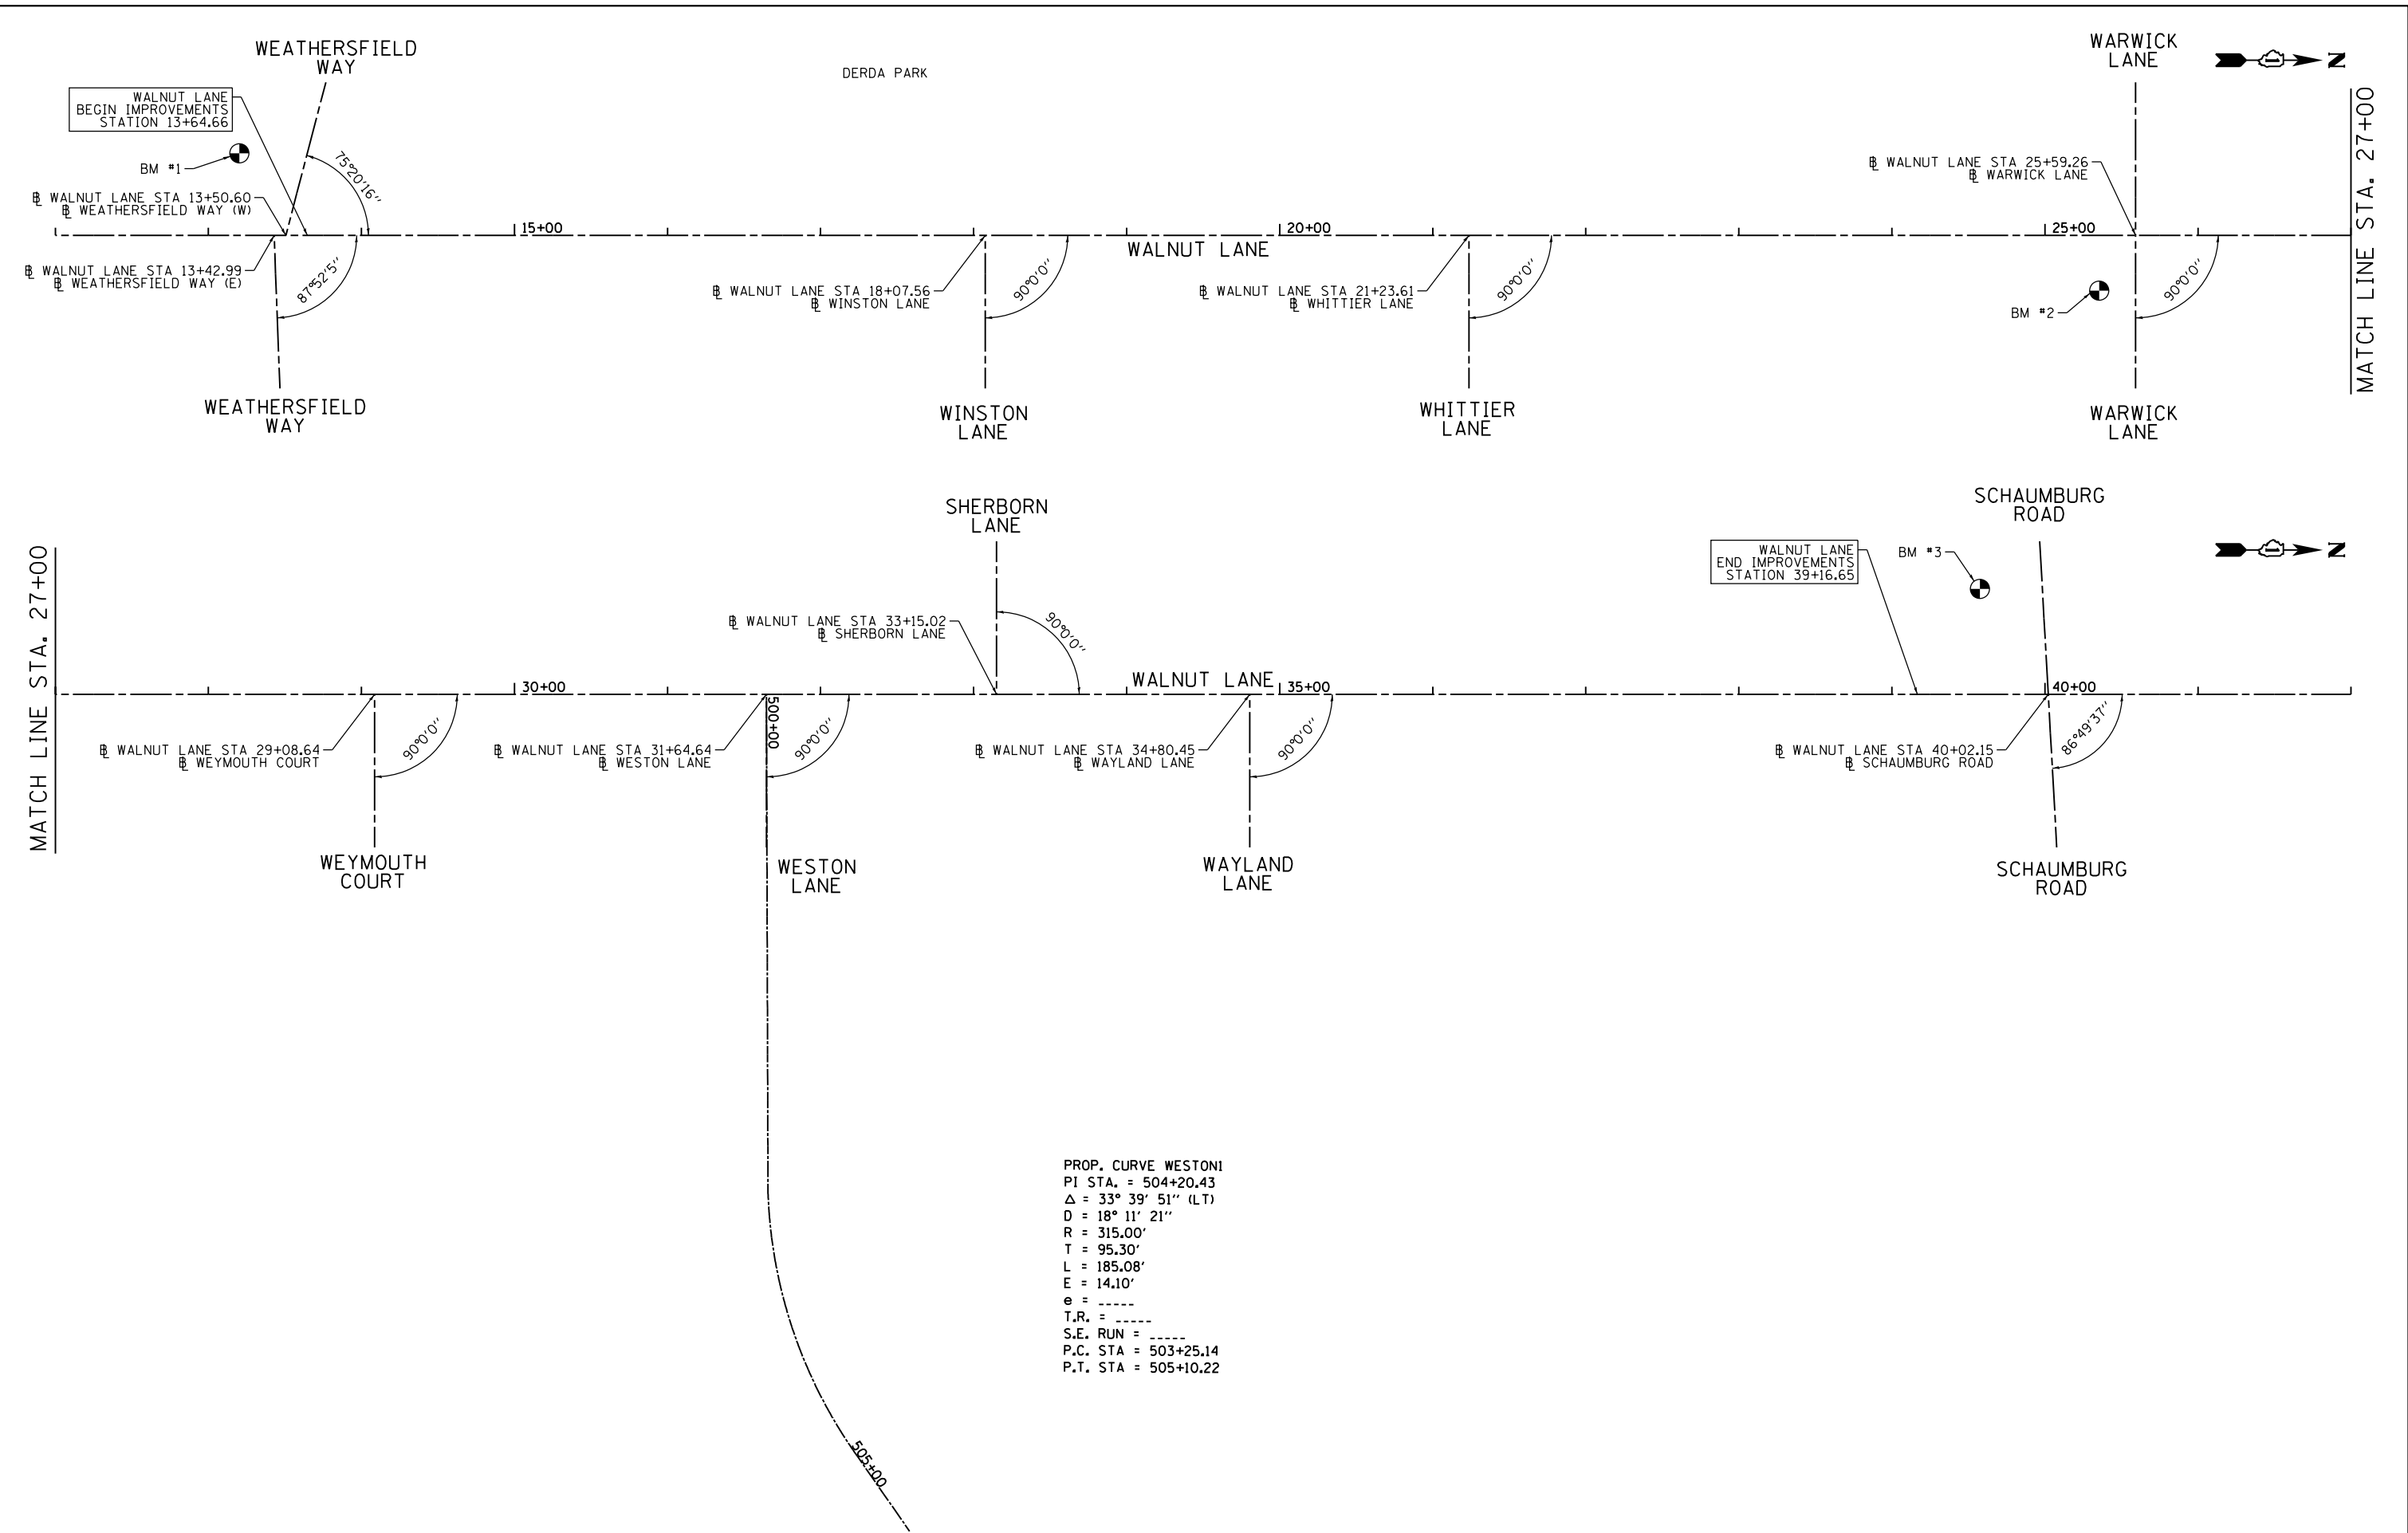 WEATHERSFIELD
WAY
DERDA PARK
WARWICK
LANE
N
WALNUT LANE
BEGIN IMPROVEMENTS
STATION 13+64.66
BM #1
75°20'16''
℄ WALNUT LANE STA 13+50.60
℄ WEATHERSFIELD WAY (W)
℄ WALNUT LANE STA 25+59.26
℄ WARWICK LANE
MATCH LINE STA. 27+00
15+00
20+00
25+00
WALNUT LANE
℄ WALNUT LANE STA 13+42.99
℄ WEATHERSFIELD WAY (E)
87°52'5''
℄ WALNUT LANE STA 18+07.56
℄ WINSTON LANE
90°0'0''
℄ WALNUT LANE STA 21+23.61
℄ WHITTIER LANE
90°0'0''
BM #2
90°0'0''
WEATHERSFIELD
WAY
WINSTON
LANE
WHITTIER
LANE
WARWICK
LANE
SHERBORN
LANE
SCHAUMBURG
ROAD
N
MATCH LINE STA. 27+00
WALNUT LANE
END IMPROVEMENTS
STATION 39+16.65
BM #3
℄ WALNUT LANE STA 33+15.02
℄ SHERBORN LANE
90°0'0''
30+00
WALNUT LANE
35+00
40+00
℄ WALNUT LANE STA 29+08.64
℄ WEYMOUTH COURT
90°0'0''
℄ WALNUT LANE STA 31+64.64
℄ WESTON LANE
500+00
90°0'0''
℄ WALNUT LANE STA 34+80.45
℄ WAYLAND LANE
90°0'0''
℄ WALNUT LANE STA 40+02.15
℄ SCHAUMBURG ROAD
86°49'37''
WEYMOUTH
COURT
WESTON
LANE
WAYLAND
LANE
SCHAUMBURG
ROAD
PROP. CURVE WESTON1
PI STA. = 504+20.43
Δ = 33° 39' 51'' (LT)
D = 18° 11' 21''
R = 315.00'
T = 95.30'
L = 185.08'
E = 14.10'
e = _____
T.R. = _____
S.E. RUN = _____
P.C. STA = 503+25.14
P.T. STA = 505+10.22
505+00